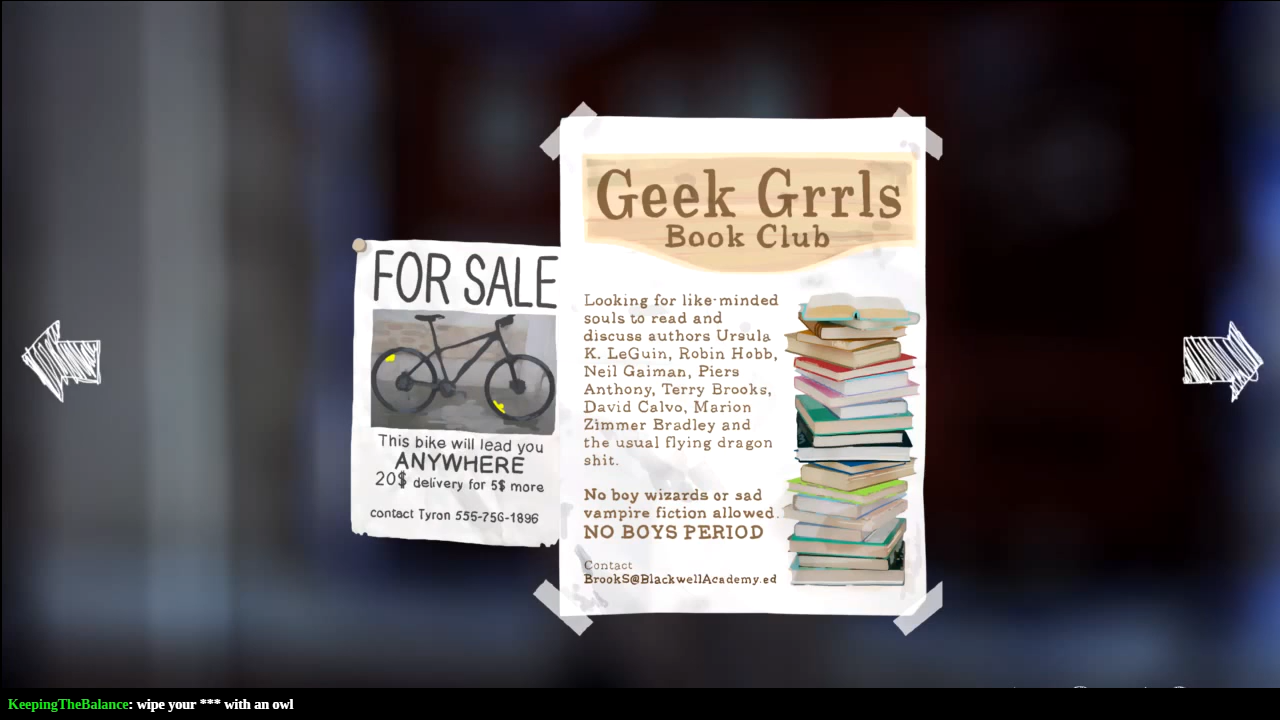 FOR SALE
This bike will lead you
ANYWHERE
20$ delivery for 5$ more
contact Tyron 555-756-1896
Geek Grrls
Book Club
Looking for like-minded
souls to read and
discuss authors Ursula
K. LeGuin, Robin Hobb,
Neil Gaiman, Piers
Anthony, Terry Brooks,
David Calvo, Marion
Zimmer Bradley and
the usual flying dragon
shit.
No boy wizards or sad
vampire fiction allowed.
NO BOYS PERIOD
Contact
BrookS@BlackwellAcademy.ed
KeepingTheBalance: wipe your *** with an owl